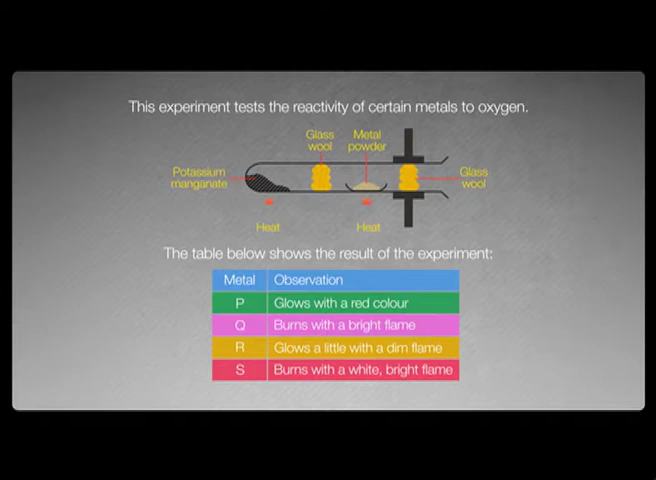 This experiment tests the reactivity of certain metals to oxygen.
Glass wool
Metal powder
Potassium manganate
Glass wool
Heat
Heat
The table below shows the result of the experiment:
Metal Observation
P Glows with a red colour
Q Burns with a bright flame
R Glows a little with a dim flame
S Burns with a white, bright flame